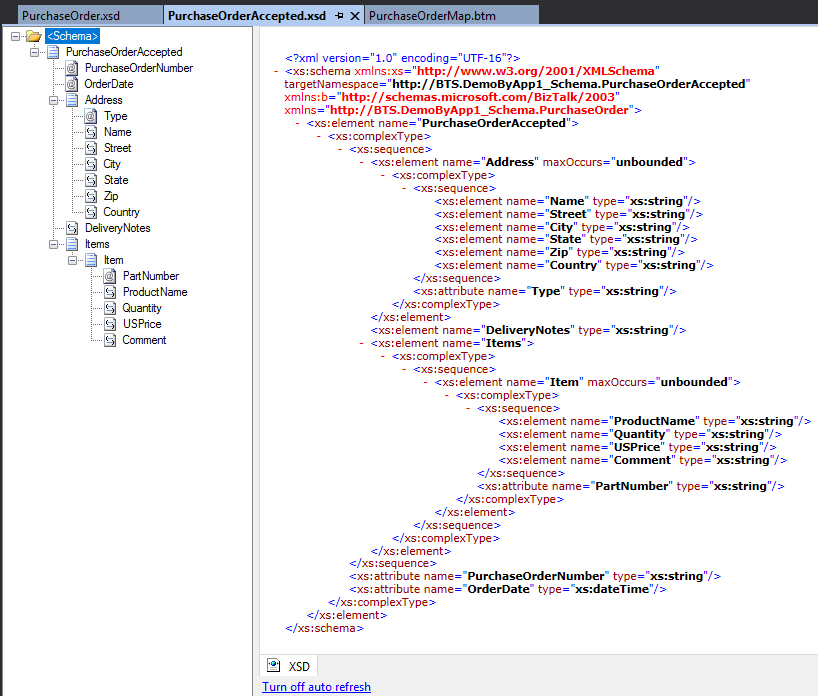 PurchaseOrder.xsd
PurchaseOrderAccepted.xsd
PurchaseOrderMap.btm
<Schema>
PurchaseOrderAccepted
PurchaseOrderNumber
OrderDate
Address
Type
Name
Street
City
State
Zip
Country
DeliveryNotes
Items
Item
PartNumber
ProductName
Quantity
USPrice
Comment
<?xml version="1.0" encoding="UTF-16"?>
- <xs:schema xmlns:xs="http://www.w3.org/2001/XMLSchema"
targetNamespace="http://BTS.DemoByApp1_Schema.PurchaseOrderAccepted"
xmlns:b="http://schemas.microsoft.com/BizTalk/2003"
xmlns="http://BTS.DemoByApp1_Schema.PurchaseOrder">
- <xs:element name="PurchaseOrderAccepted">
- <xs:complexType>
- <xs:sequence>
- <xs:element name="Address" maxOccurs="unbounded">
- <xs:complexType>
- <xs:sequence>
<xs:element name="Name" type="xs:string"/>
<xs:element name="Street" type="xs:string"/>
<xs:element name="City" type="xs:string"/>
<xs:element name="State" type="xs:string"/>
<xs:element name="Zip" type="xs:string"/>
<xs:element name="Country" type="xs:string"/>
</xs:sequence>
<xs:attribute name="Type" type="xs:string"/>
</xs:complexType>
</xs:element>
<xs:element name="DeliveryNotes" type="xs:string"/>
- <xs:element name="Items">
- <xs:complexType>
- <xs:sequence>
- <xs:element name="Item" maxOccurs="unbounded">
- <xs:complexType>
- <xs:sequence>
<xs:element name="ProductName" type="xs:string"/>
<xs:element name="Quantity" type="xs:string"/>
<xs:element name="USPrice" type="xs:string"/>
<xs:element name="Comment" type="xs:string"/>
</xs:sequence>
<xs:attribute name="PartNumber" type="xs:string"/>
</xs:complexType>
</xs:element>
</xs:sequence>
</xs:complexType>
</xs:element>
</xs:sequence>
<xs:attribute name="PurchaseOrderNumber" type="xs:string"/>
<xs:attribute name="OrderDate" type="xs:dateTime"/>
</xs:complexType>
</xs:element>
</xs:schema>
XSD
Turn off auto refresh